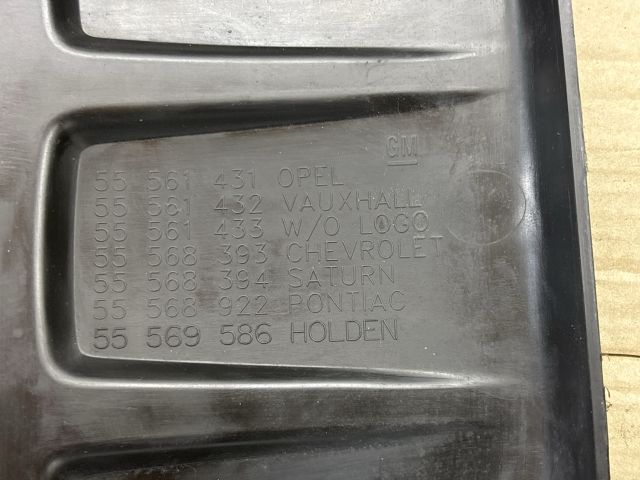 GM
55 561 431 OPEL
55 561 432 VAUXHALL
55 561 433 W/O LOGO
55 568 393 CHEVROLET
55 568 394 SATURN
55 568 922 PONTIAC
55 569 586 HOLDEN